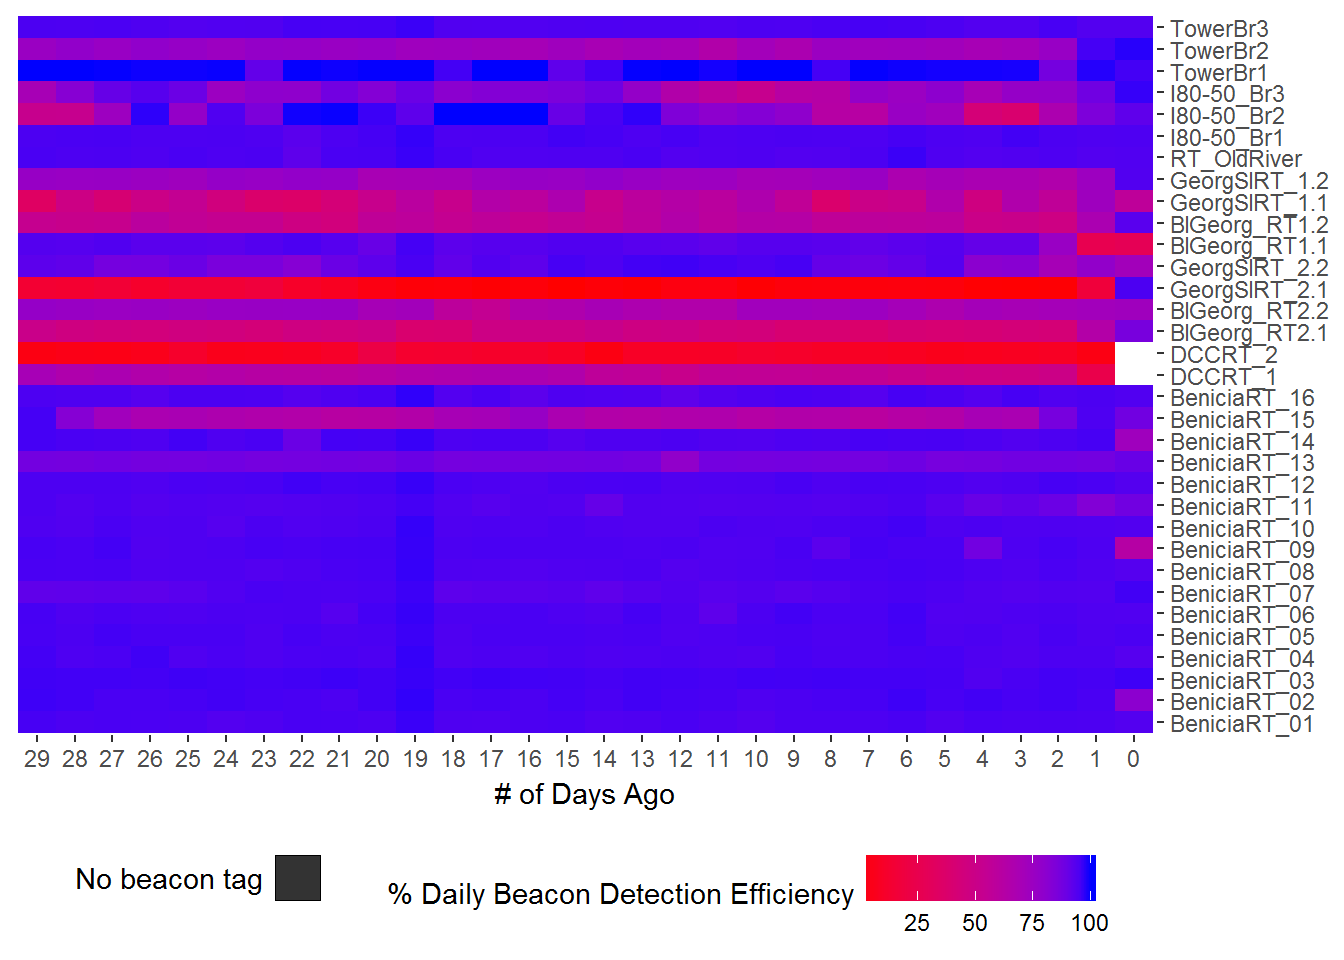 TowerBr3
TowerBr2
TowerBr1
I80-50_Br3
I80-50_Br2
I80-50_Br1
RT_OldRiver
GeorgSlRT_1.2
GeorgSlRT_1.1
BlGeorg_RT1.2
BlGeorg_RT1.1
GeorgSlRT_2.2
GeorgSlRT_2.1
BlGeorg_RT2.2
BlGeorg_RT2.1
DCCRT_2
DCCRT_1
BeniciaRT_16
BeniciaRT_15
BeniciaRT_14
BeniciaRT_13
BeniciaRT_12
BeniciaRT_11
BeniciaRT_10
BeniciaRT_09
BeniciaRT_08
BeniciaRT_07
BeniciaRT_06
BeniciaRT_05
BeniciaRT_04
BeniciaRT_03
BeniciaRT_02
BeniciaRT_01
29 28 27 26 25 24 23 22 21 20 19 18 17 16 15 14 13 12 11 10 9 8 7 6 5 4 3 2 1 0
# of Days Ago
No beacon tag
% Daily Beacon Detection Efficiency
25 50 75 100